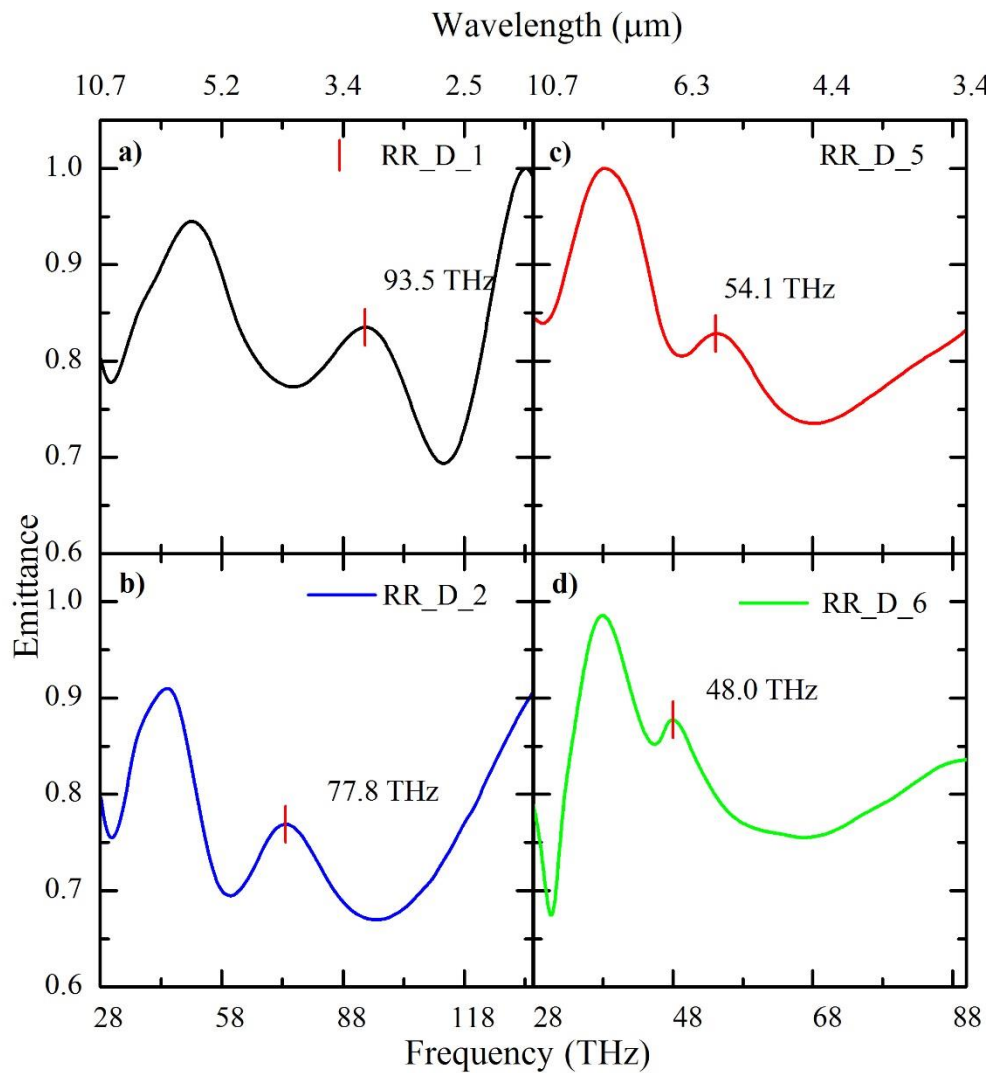 Wavelength (μm)
10.7 5.2 3.4 2.5 10.7 6.3 4.4 3.4
a) RR_D_1
c) RR_D_5
1.0
0.9
0.8
0.7
0.6
93.5 THz
54.1 THz
b) RR_D_2
d) RR_D_6
1.0
0.9
0.8
0.7
0.6
77.8 THz
48.0 THz
Emittance
28 58 88 118 28 48 68 88
Frequency (THz)